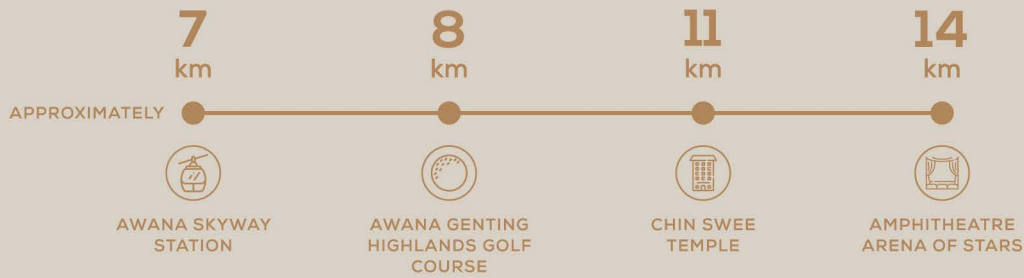 7 8 11 14
km km km km
APPROXIMATELY
AWANA SKYWAY
STATION
AWANA GENTING
HIGHLANDS GOLF
COURSE
CHIN SWEE
TEMPLE
AMPHITHEATRE
ARENA OF STARS